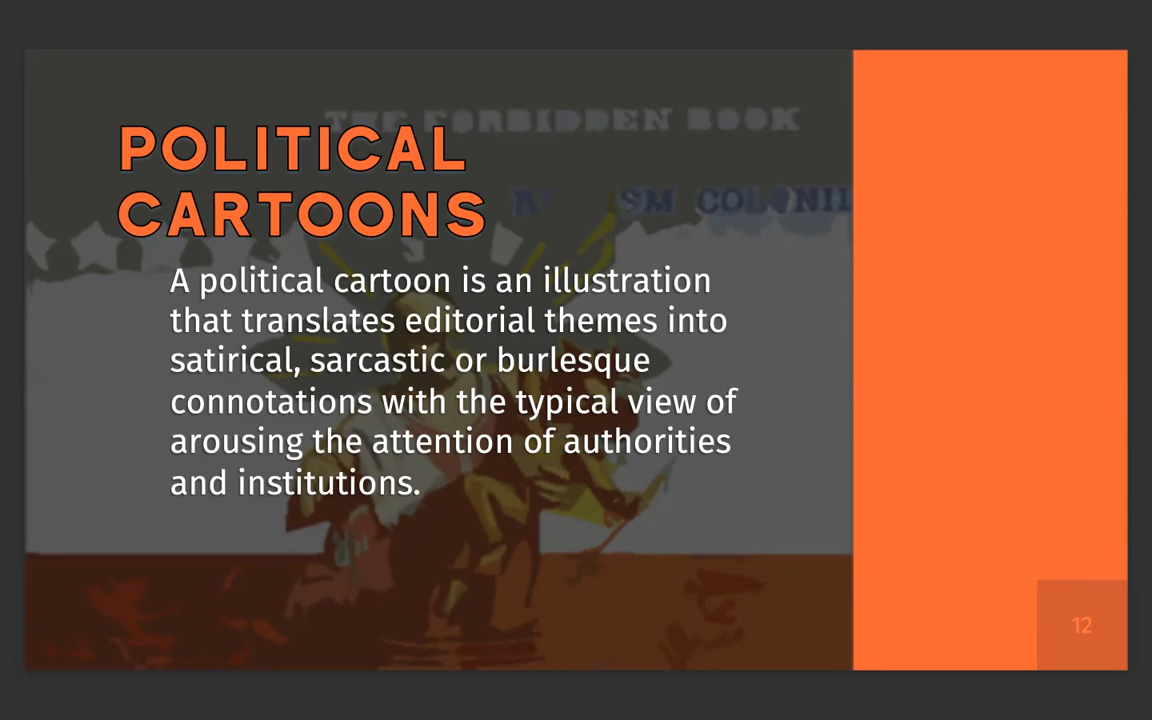 THE FORBIDDEN BOOK
POLITICAL
CARTOONS
A political cartoon is an illustration
that translates editorial themes into
satirical, sarcastic or burlesque
connotations with the typical view of
arousing the attention of authorities
and institutions.
12